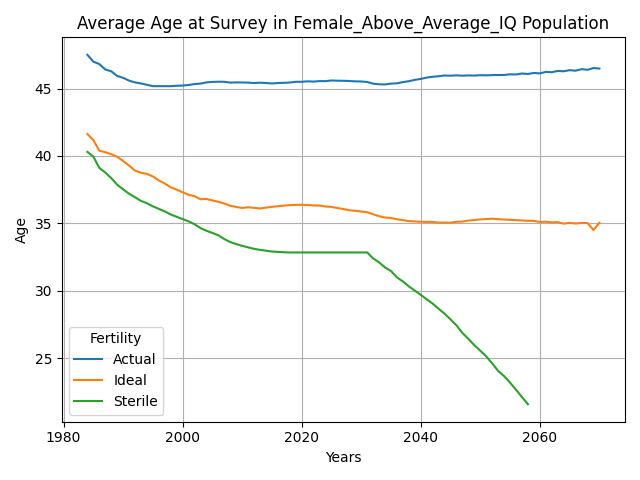 Average Age at Survey in Female_Above_Average_IQ Population
Age
45
40
35
30
25
Fertility
Actual
Ideal
Sterile
1980
2000
2020
2040
2060
Years